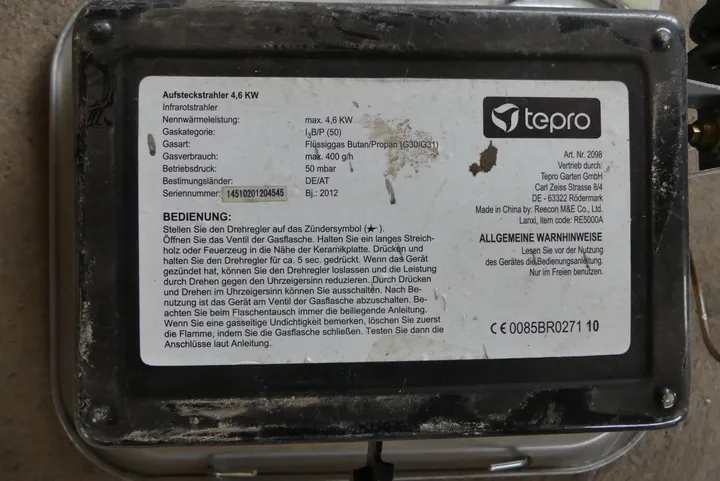 Aufsteckstrahler 4,6 KW
Infrarotstrahler
Nennwärmeleistung: max. 4,6 KW
Gaskategorie: I₃B/P (50)
Gasart: Flüssiggas Butan/Propan (G30/G31)
Gasverbrauch: max. 400 g/h
Betriebsdruck: 50 mbar
Bestimmungsländer: DE/AT
Seriennummer: 14510201204545 Bj.: 2012
BEDIENUNG:
Stellen Sie den Drehregler auf das Zündersymbol (★).
Öffnen Sie das Ventil der Gasflasche. Halten Sie ein langes Streich-
holz oder Feuerzeug in die Nähe der Keramikplatte. Drücken und
halten Sie den Drehregler für ca. 5 sec. gedrückt. Wenn das Gerät
gezündet hat, können Sie den Drehregler loslassen und die Leistung
durch Drehen gegen den Uhrzeigersinn reduzieren. Durch Drücken
und Drehen im Uhrzeigersinn können Sie ausschalten. Nach Be-
nutzung ist das Gerät am Ventil der Gasflasche abzuschalten. Be-
achten Sie beim Flaschentausch immer die beiliegende Anleitung.
Wenn Sie eine gasseitige Undichtigkeit bemerken, löschen Sie zuerst
die Flamme, indem Sie die Gasflasche schließen. Testen Sie dann die
Anschlüsse laut Anleitung.
tepro
Art. Nr. 2098
Vertrieb durch:
Tepro Garten GmbH
Carl Zeiss Strasse 8/4
DE - 63322 Rödermark
Made in China by: Reecon M&E Co., Ltd.
Lanxi, item code: RE5000A
ALLGEMEINE WARNHINWEISE
Lesen Sie vor der Nutzung
des Gerätes die Bedienungsanleitung.
Nur im Freien benutzen.
CE 0085BR0271 10